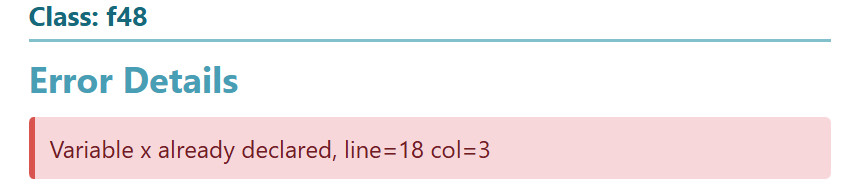 Class: f48
Error Details
Variable x already declared, line=18 col=3